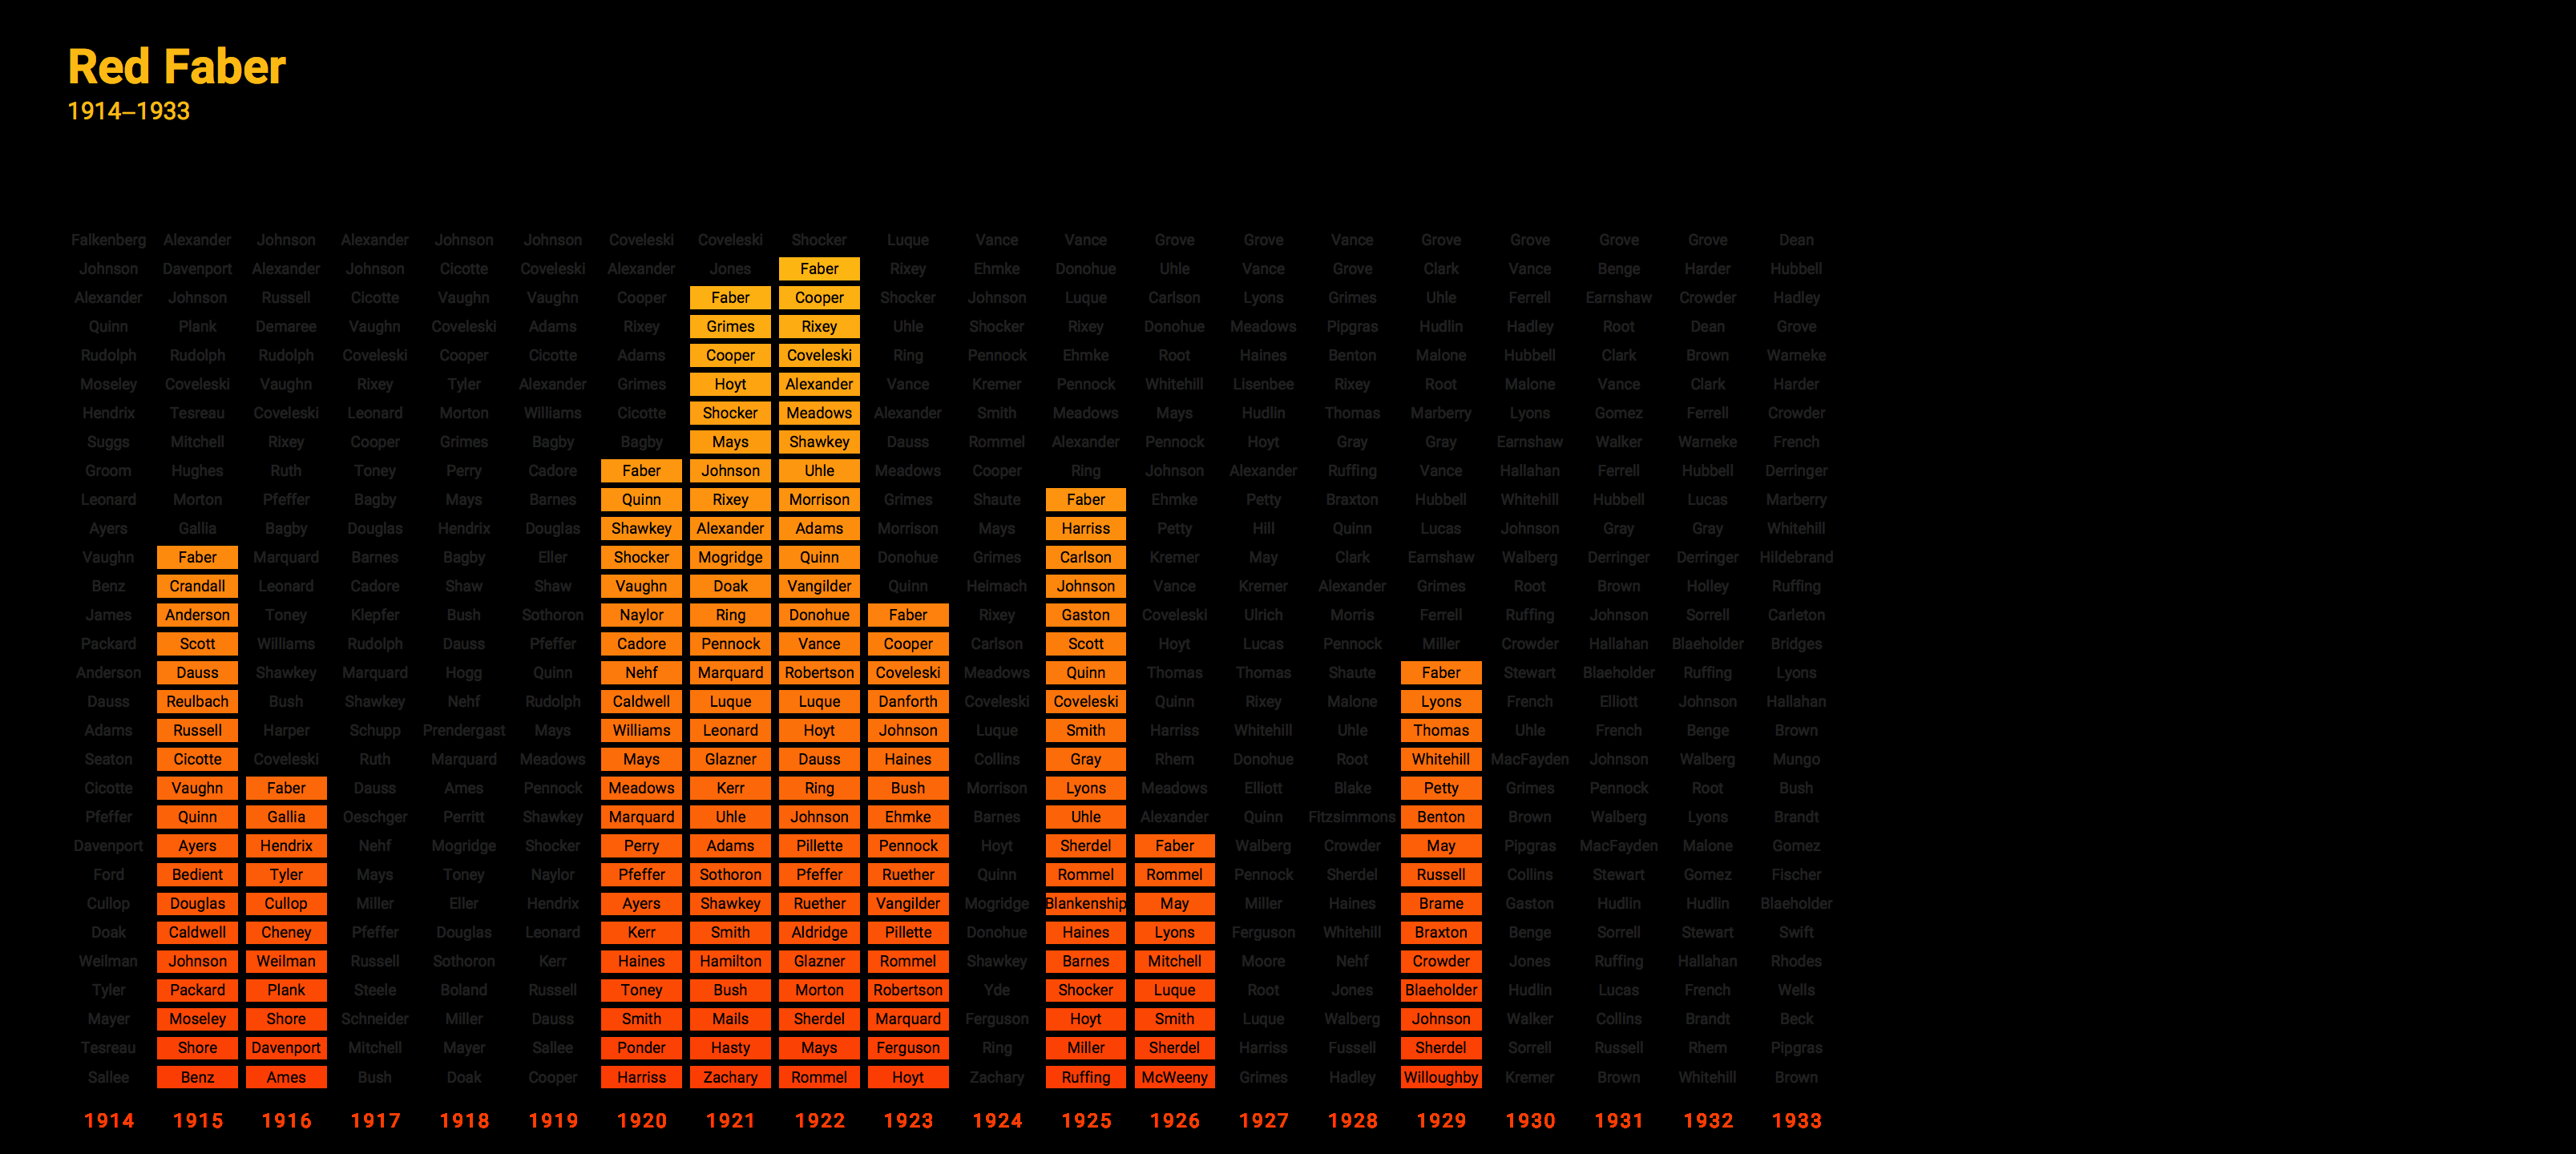 Red Faber
1914–1933
Falkenberg Alexander Johnson Alexander Johnson Johnson Coveleski Coveleski Shocker Luque Vance Vance Grove Grove Vance Grove Grove Grove Grove Dean
Johnson Davenport Alexander Johnson Cicotte Coveleski Alexander Jones Faber Rixey Ehmke Donohue Uhle Vance Grove Clark Vance Benge Harder Hubbell
Alexander Johnson Russell Cicotte Vaughn Vaughn Cooper Faber Cooper Shocker Johnson Luque Carlson Lyons Grimes Uhle Ferrell Earnshaw Crowder Hadley
Quinn Plank Demaree Vaughn Coveleski Adams Rixey Grimes Rixey Uhle Shocker Rixey Donohue Meadows Pipgras Hudlin Hadley Root Dean Grove
Rudolph Rudolph Rudolph Coveleski Cooper Cicotte Adams Cooper Coveleski Ring Pennock Ehmke Root Haines Benton Malone Hubbell Clark Brown Warneke
Moseley Coveleski Vaughn Rixey Tyler Alexander Grimes Hoyt Alexander Vance Kremer Pennock Whitehill Lisenbee Rixey Root Malone Vance Clark Harder
Hendrix Tesreau Coveleski Leonard Morton Williams Cicotte Shocker Meadows Alexander Smith Meadows Mays Hudlin Thomas Marberry Lyons Gomez Ferrell Crowder
Suggs Mitchell Rixey Cooper Grimes Bagby Bagby Mays Shawkey Dauss Rommel Alexander Pennock Hoyt Gray Gray Earnshaw Walker Warneke French
Groom Hughes Ruth Toney Perry Cadore Faber Johnson Uhle Meadows Cooper Ring Johnson Alexander Ruffing Vance Hallahan Ferrell Hubbell Derringer
Leonard Morton Pfeffer Bagby Mays Barnes Quinn Rixey Morrison Grimes Shaute Faber Ehmke Petty Braxton Hubbell Whitehill Hubbell Lucas Marberry
Ayers Gallia Bagby Douglas Hendrix Douglas Shawkey Alexander Adams Morrison Mays Harriss Petty Hill Quinn Lucas Johnson Gray Gray Whitehill
Vaughn Faber Marquard Barnes Bagby Eller Shocker Mogridge Quinn Donohue Grimes Carlson Kremer May Clark Earnshaw Walberg Derringer Derringer Hildebrand
Benz Crandall Leonard Cadore Shaw Shaw Vaughn Doak Vangilder Quinn Helmach Johnson Vance Kremer Alexander Grimes Root Brown Holley Ruffing
James Anderson Toney Klepfer Bush Sothoron Naylor Ring Donohue Faber Rixey Gaston Coveleski Ulrich Morris Ferrell Ruffing Johnson Sorrell Carleton
Packard Scott Williams Rudolph Dauss Pfeffer Cadore Pennock Vance Cooper Carlson Scott Hoyt Lucas Pennock Miller Crowder Hallahan Blaeholder Bridges
Anderson Dauss Shawkey Marquard Hogg Quinn Nehf Marquard Robertson Coveleski Meadows Quinn Thomas Thomas Shaute Faber Stewart Blaeholder Ruffing Lyons
Dauss Reulbach Bush Shawkey Nehf Rudolph Caldwell Luque Luque Danforth Coveleski Coveleski Quinn Rixey Malone Lyons French Elliott Johnson Hallahan
Adams Russell Harper Schupp Prendergast Mays Williams Leonard Hoyt Johnson Luque Smith Harriss Whitehill Uhle Thomas Uhle French Benge Brown
Seaton Cicotte Coveleski Ruth Marquard Meadows Mays Glazner Dauss Haines Collins Gray Rhem Donohue Root Whitehill MacFayden Johnson Walberg Mungo
Cicotte Vaughn Faber Dauss Ames Pennock Meadows Kerr Ring Bush Morrison Lyons Meadows Elliott Blake Petty Grimes Pennock Root Bush
Pfeffer Quinn Gallia Oeschger Perritt Shawkey Marquard Uhle Johnson Ehmke Barnes Uhle Alexander Quinn Fitzsimmons Benton Brown Walberg Lyons Brandt
Davenport Ayers Hendrix Nehf Mogridge Shocker Perry Adams Pillette Pennock Hoyt Sherdel Faber Walberg Crowder May Pipgras MacFayden Malone Gomez
Ford Bedient Tyler Mays Toney Naylor Pfeffer Sothoron Pfeffer Ruether Quinn Rommel Rommel Pennock Sherdel Russell Collins Stewart Gomez Fischer
Cullop Douglas Cullop Miller Eller Hendrix Ayers Shawkey Ruether Vangilder Mogridge Blankenship May Miller Haines Brame Gaston Hudlin Hudlin Blaeholder
Doak Caldwell Cheney Pfeffer Douglas Leonard Kerr Smith Aldridge Pillette Donohue Haines Lyons Ferguson Whitehill Braxton Benge Sorrell Stewart Swift
Weilman Johnson Weilman Russell Sothoron Kerr Haines Hamilton Glazner Rommel Shawkey Barnes Mitchell Moore Nehf Crowder Jones Ruffing Hallahan Rhodes
Tyler Packard Plank Steele Boland Russell Toney Bush Morton Robertson Yde Shocker Luque Root Jones Blaeholder Hudlin Lucas French Wells
Mayer Moseley Shore Schneider Miller Dauss Smith Mails Sherdel Marquard Ferguson Hoyt Smith Luque Walberg Johnson Walker Collins Brandt Beck
Tesreau Shore Davenport Mitchell Mayer Sallee Ponder Hasty Mays Ferguson Ring Miller Sherdel Harriss Fussell Sherdel Sorrell Russell Rhem Pipgras
Sallee Benz Ames Bush Doak Cooper Harriss Zachary Rommel Hoyt Zachary Ruffing McWeeny Grimes Hadley Willoughby Kremer Brown Whitehill Brown
1914 1915 1916 1917 1918 1919 1920 1921 1922 1923 1924 1925 1926 1927 1928 1929 1930 1931 1932 1933